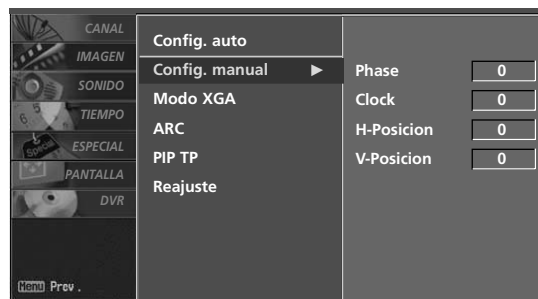 CANAL
IMAGEN
SONIDO
TIEMPO
ESPECIAL
PANTALLA
DVR
Config. auto
Config. manual ►
Modo XGA
ARC
PIP TP
Reajuste
Phase 0
Clock 0
H-Posicion 0
V-Posicion 0
Menu Prev .